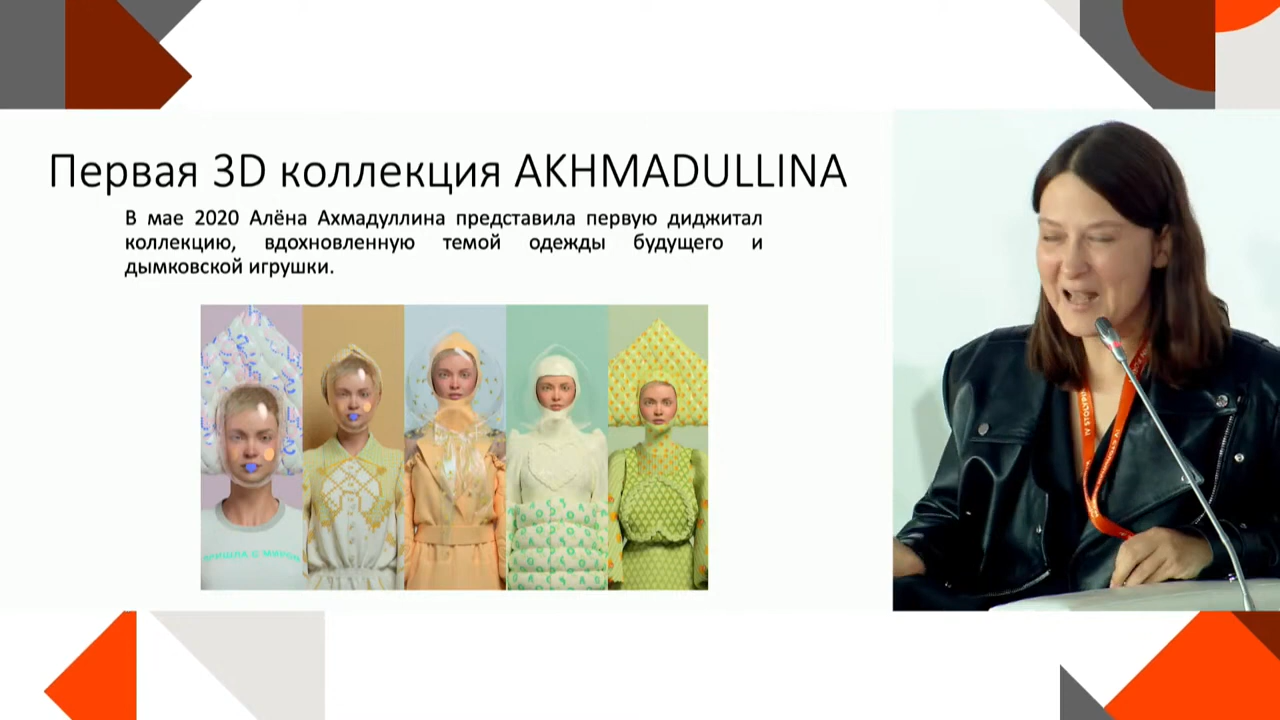 Первая 3D коллекция AKHMADULLINA
В мае 2020 Алёна Ахмадуллина представила первую диджитал
коллекцию, вдохновленную темой одежды будущего и
дымковской игрушки.